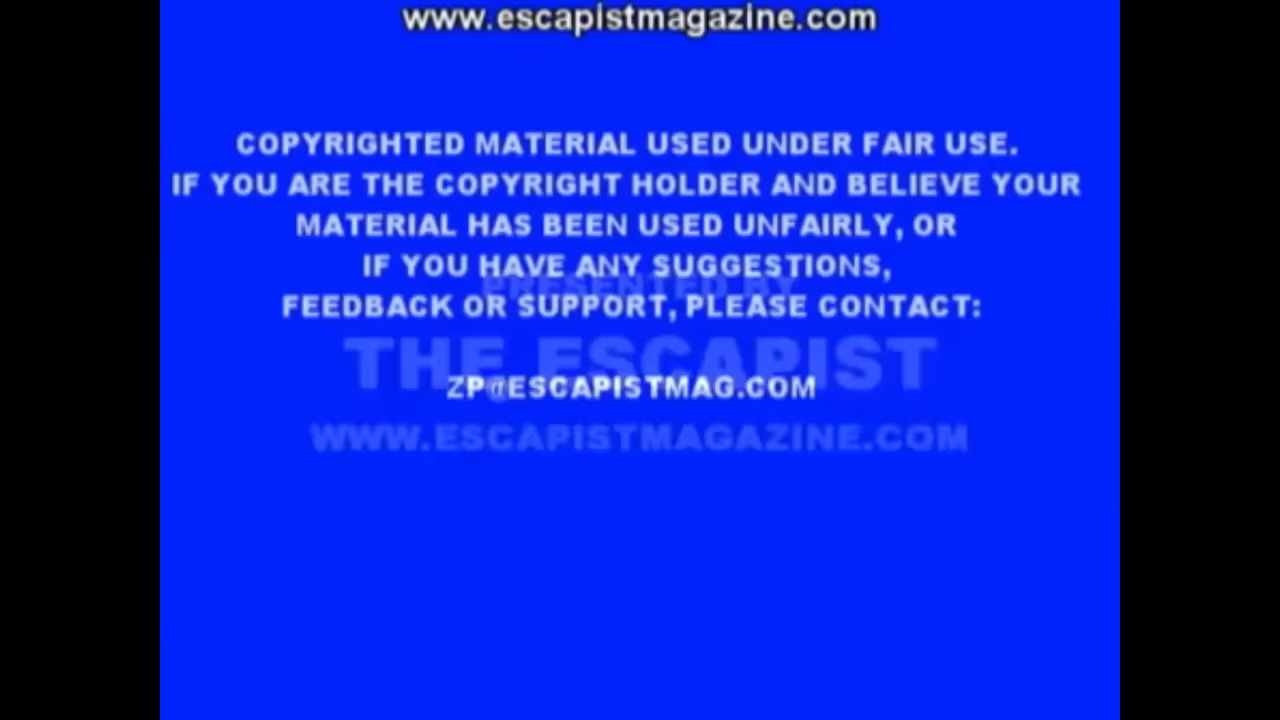 www.escapistmagazine.com
COPYRIGHTED MATERIAL USED UNDER FAIR USE.
IF YOU ARE THE COPYRIGHT HOLDER AND BELIEVE YOUR
MATERIAL HAS BEEN USED UNFAIRLY, OR
IF YOU HAVE ANY SUGGESTIONS,
PRESENTED BY
FEEDBACK OR SUPPORT, PLEASE CONTACT:
THE ESCAPIST
ZP@ESCAPISTMAG.COM
WWW.ESCAPISTMAGAZINE.COM